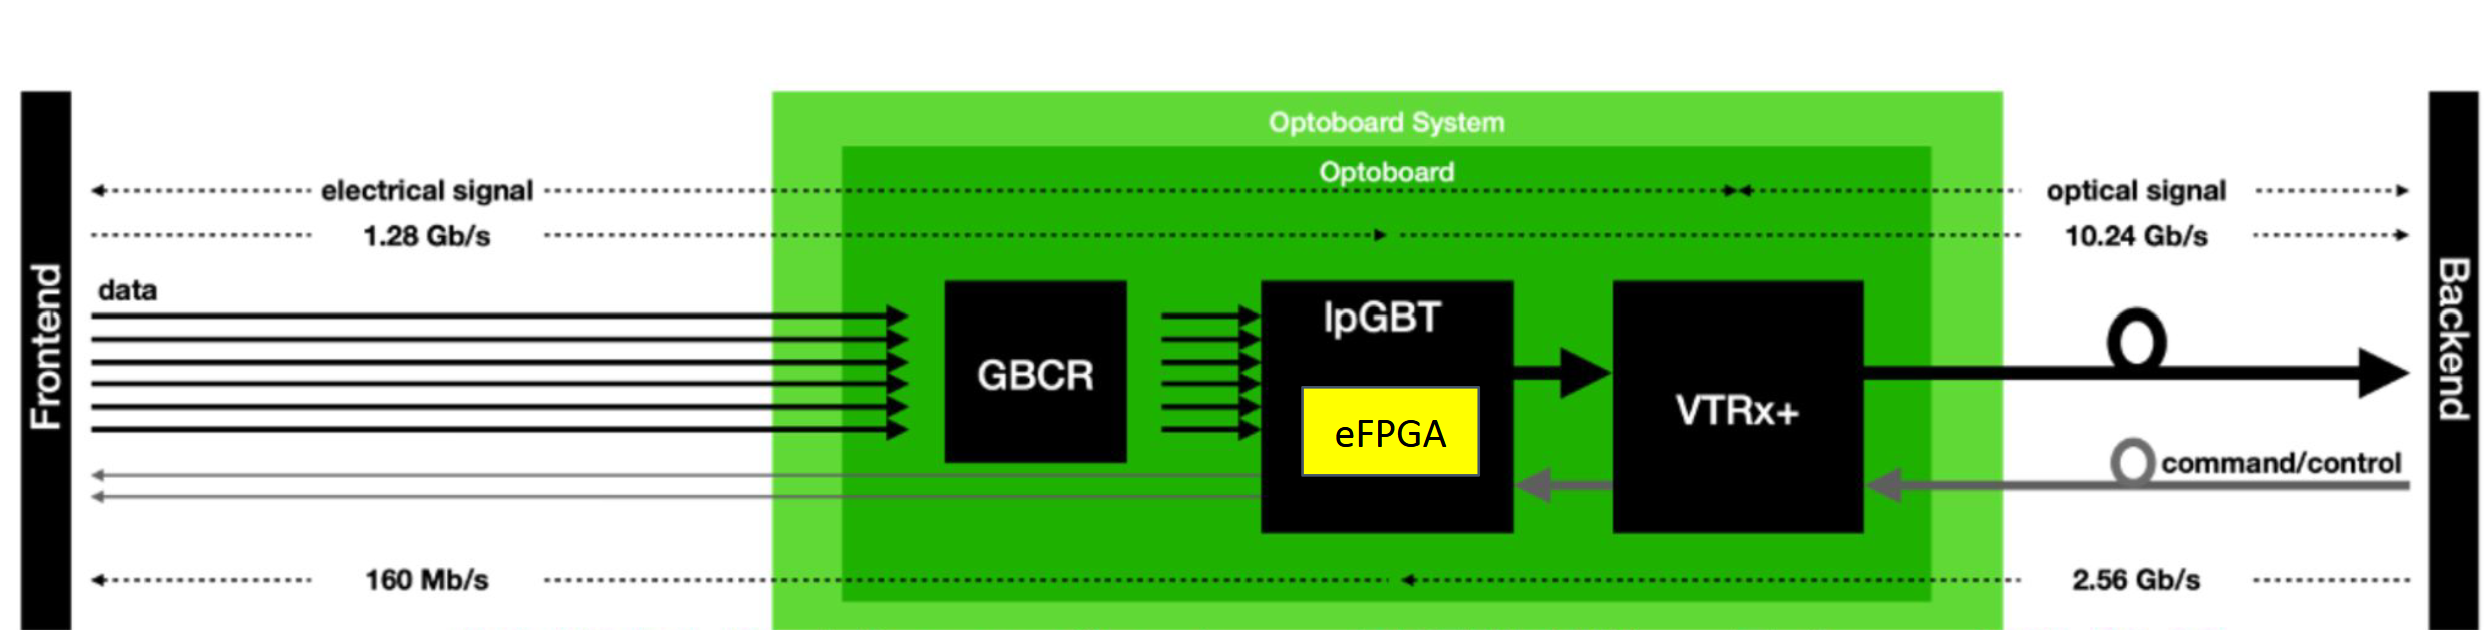 Optoboard System
Optoboard
electrical signal
optical signal
1.28 Gb/s
10.24 Gb/s
Frontend
data
GBCR
lpGBT
eFPGA
VTRx+
command/control
Backend
160 Mb/s
2.56 Gb/s